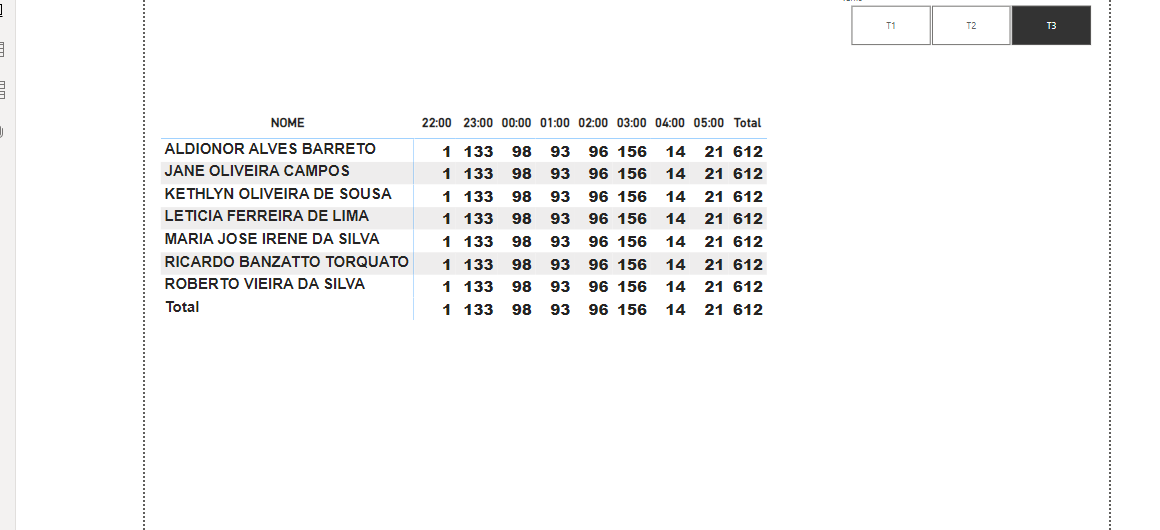 T1 T2 T3
NOME 22:00 23:00 00:00 01:00 02:00 03:00 04:00 05:00 Total
ALDIONOR ALVES BARRETO 1 133 98 93 96 156 14 21 612
JANE OLIVEIRA CAMPOS 1 133 98 93 96 156 14 21 612
KETHLYN OLIVEIRA DE SOUSA 1 133 98 93 96 156 14 21 612
LETICIA FERREIRA DE LIMA 1 133 98 93 96 156 14 21 612
MARIA JOSE IRENE DA SILVA 1 133 98 93 96 156 14 21 612
RICARDO BANZATTO TORQUATO 1 133 98 93 96 156 14 21 612
ROBERTO VIEIRA DA SILVA 1 133 98 93 96 156 14 21 612
Total 1 133 98 93 96 156 14 21 612